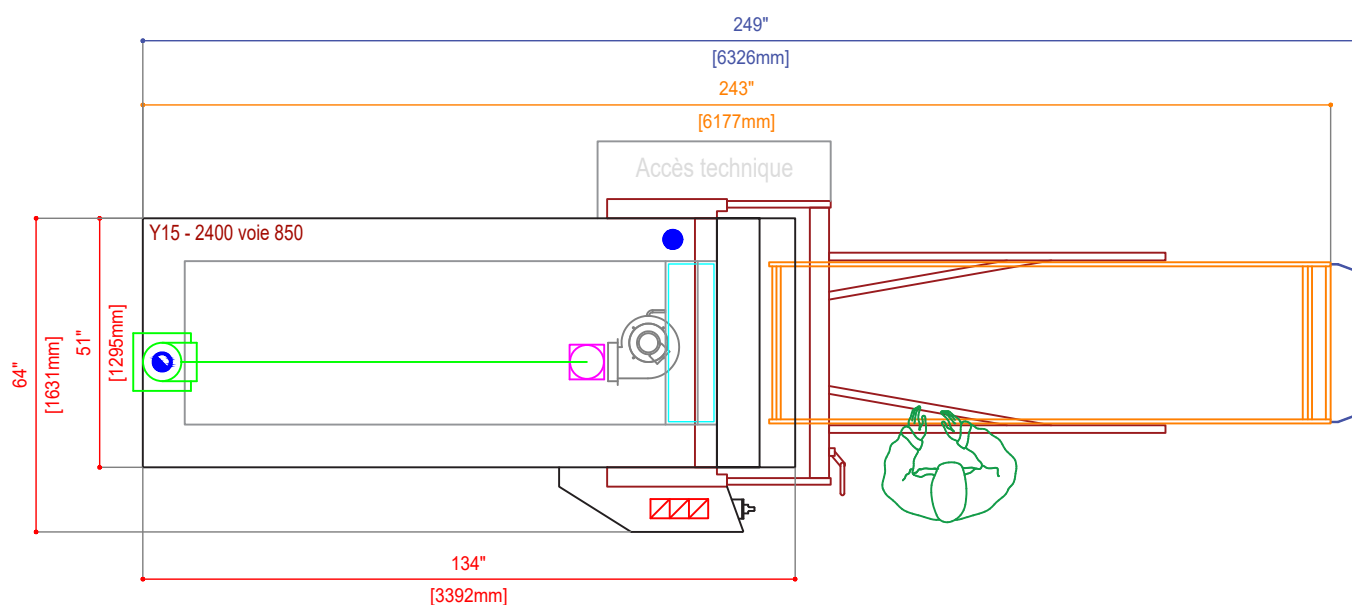 249"
[6326mm]
243"
[6177mm]
Accès technique
Y15 - 2400 voie 850
64"
[1631mm]
51"
[1295mm]
134"
[3392mm]